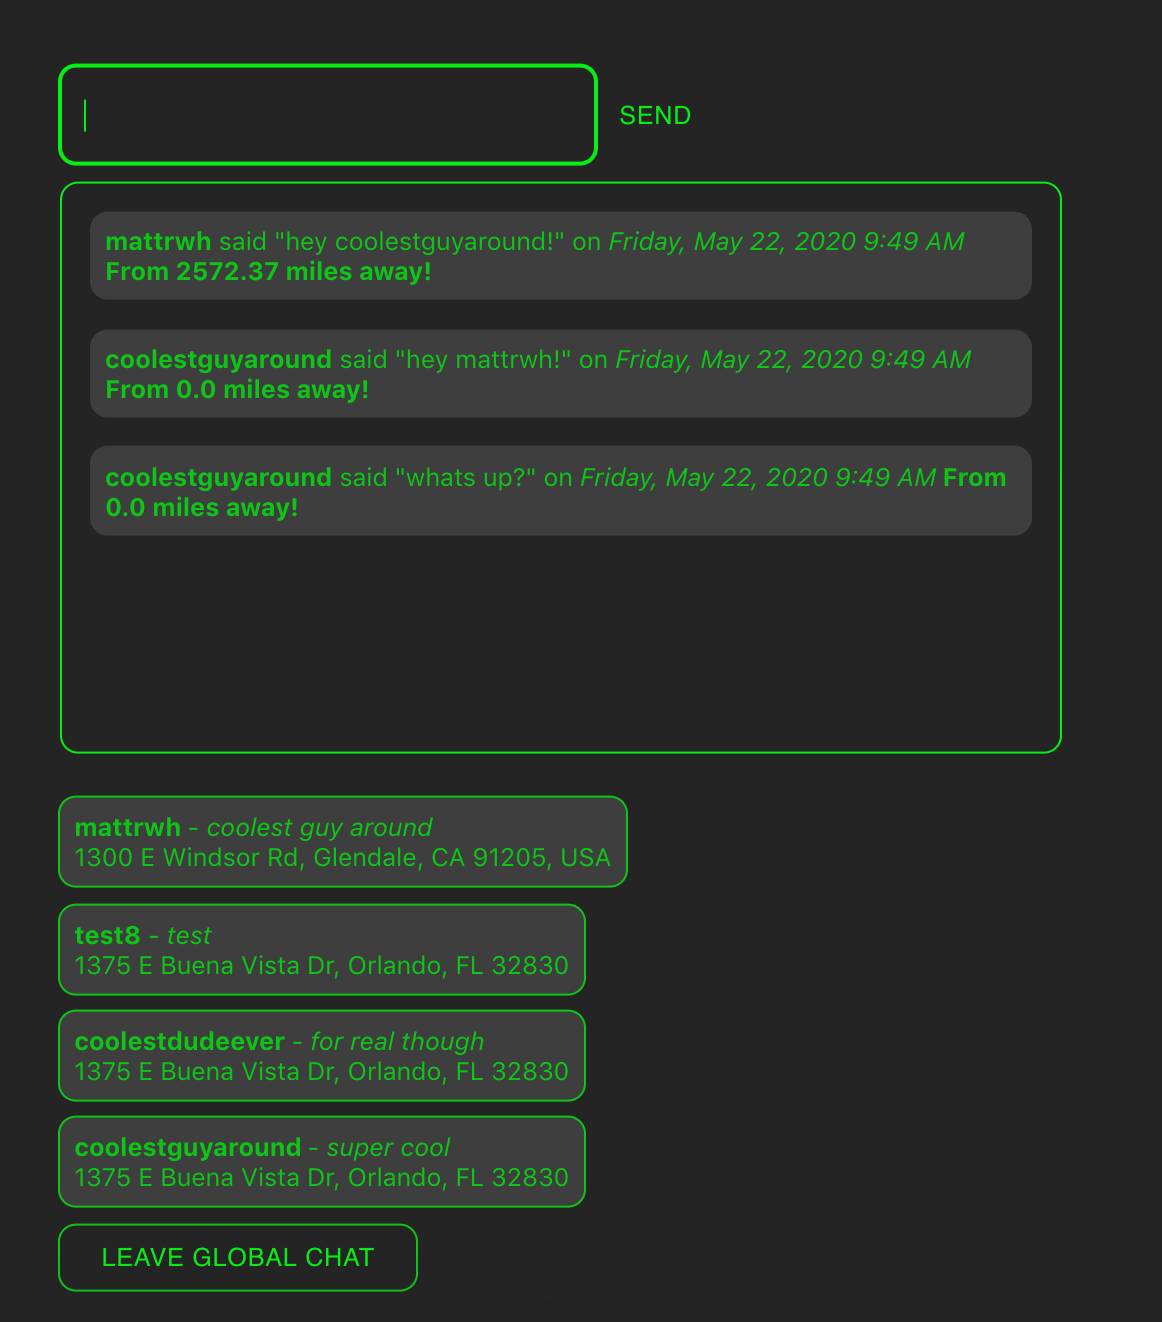 SEND
mattrwh said "hey coolestguyaround!" on Friday, May 22, 2020 9:49 AM
From 2572.37 miles away!
coolestguyaround said "hey mattrwh!" on Friday, May 22, 2020 9:49 AM
From 0.0 miles away!
coolestguyaround said "whats up?" on Friday, May 22, 2020 9:49 AM From
0.0 miles away!
mattrwh - coolest guy around
1300 E Windsor Rd, Glendale, CA 91205, USA
test8 - test
1375 E Buena Vista Dr, Orlando, FL 32830
coolestdudeever - for real though
1375 E Buena Vista Dr, Orlando, FL 32830
coolestguyaround - super cool
1375 E Buena Vista Dr, Orlando, FL 32830
LEAVE GLOBAL CHAT